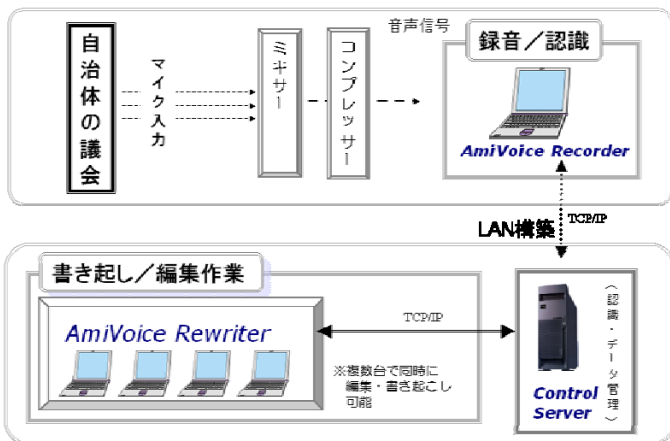 自治体の議会
マイク入力
ミキサー
コンプレッサー
音声信号
録音／認識
AmiVoice Recorder
LAN構築
TCP/IP
書き起し／編集作業
AmiVoice Rewriter
TCP/IP
※複数台で同時に
編集・書き起こし
可能
Control
Server
（認識・データ管理）